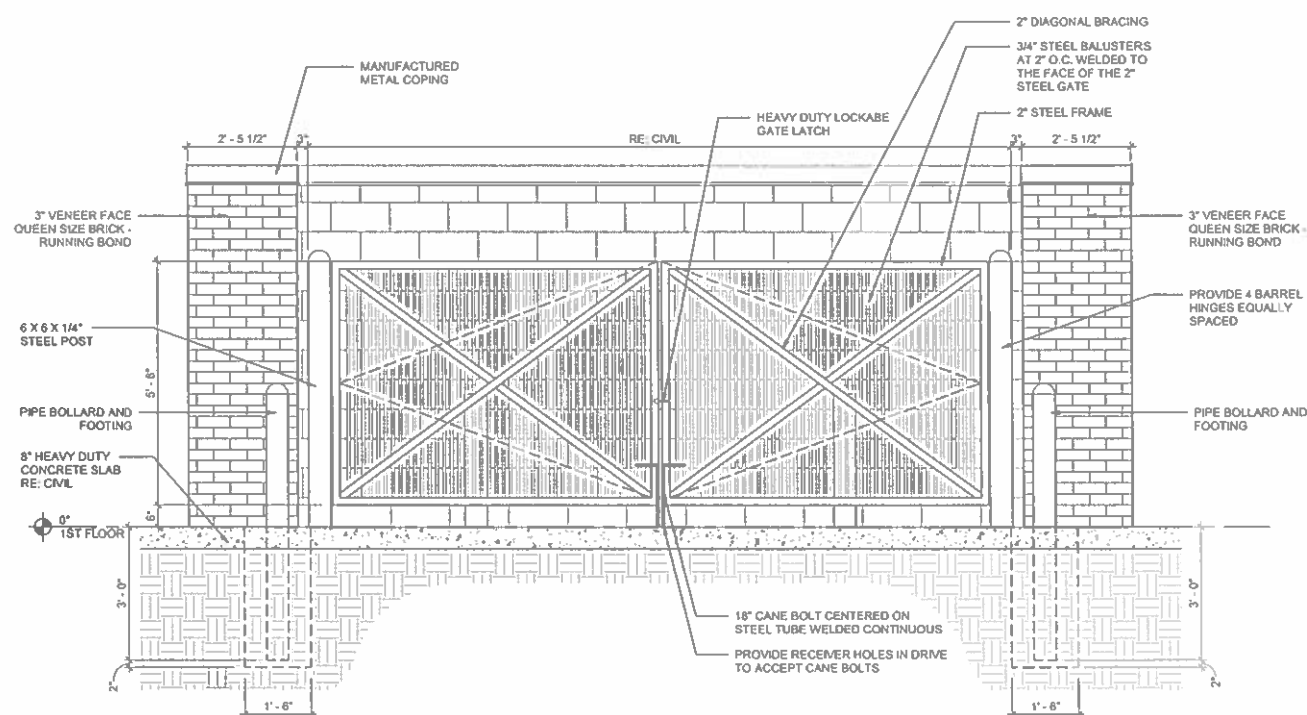 2" DIAGONAL BRACING
3/4" STEEL BALUSTERS
AT 2" O.C. WELDED TO
THE FACE OF THE 2"
STEEL GATE
MANUFACTURED
METAL COPING
HEAVY DUTY LOCKABE
GATE LATCH
2" STEEL FRAME
2' - 5 1/2"
3"
RE: CIVIL
3"
2' - 5 1/2"
3" VENEER FACE
QUEEN SIZE BRICK -
RUNNING BOND
3" VENEER FACE
QUEEN SIZE BRICK -
RUNNING BOND
6 X 6 X 1/4"
STEEL POST
5' - 6"
PROVIDE 4 BARREL
HINGES EQUALLY
SPACED
PIPE BOLLARD AND
FOOTING
PIPE BOLLARD AND
FOOTING
8" HEAVY DUTY
CONCRETE SLAB
RE: CIVIL
6"
0"
1ST FLOOR
3' - 0"
3' - 0"
18" CANE BOLT CENTERED ON
STEEL TUBE WELDED CONTINUOUS
PROVIDE RECEIVER HOLES IN DRIVE
TO ACCEPT CANE BOLTS
2"
2"
1' - 6"
1' - 6"